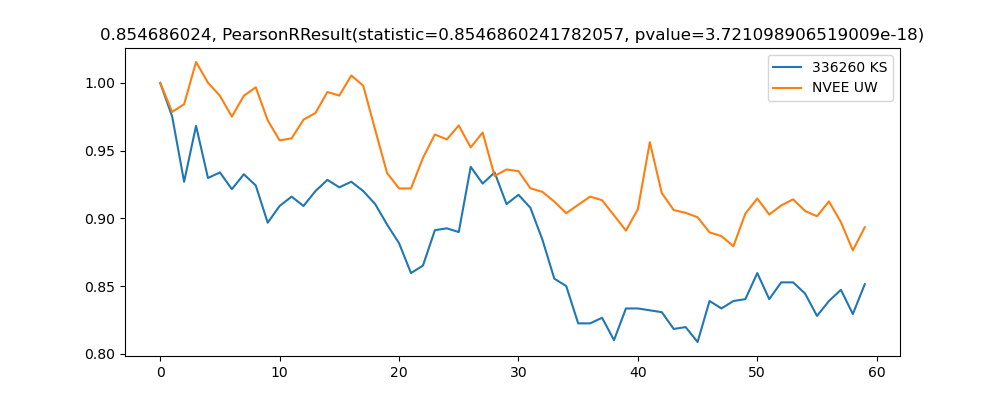 0.854686024, PearsonRResult(statistic=0.8546860241782057, pvalue=3.721098906519009e-18)
336260 KS
NVEE UW
1.00
0.95
0.90
0.85
0.80
0 10 20 30 40 50 60